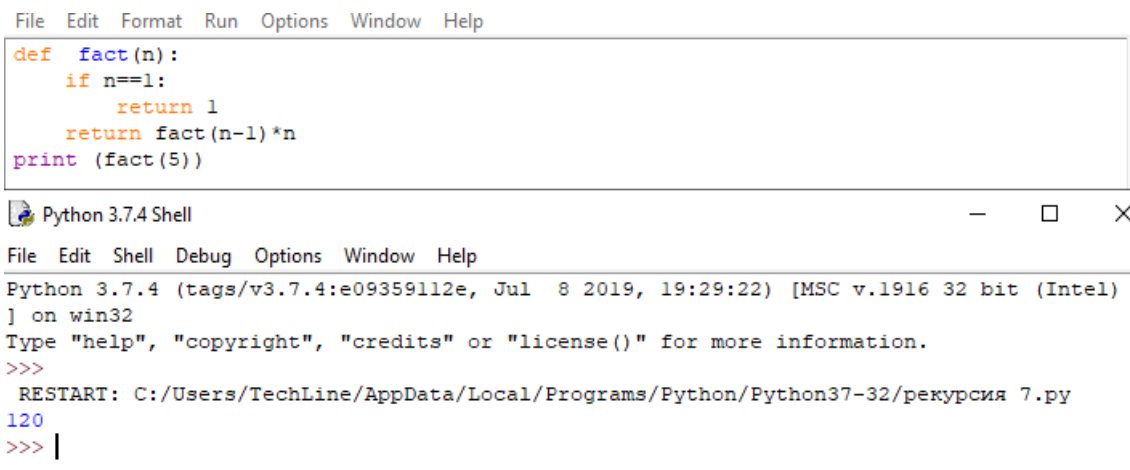 File Edit Format Run Options Window Help
def  fact(n):
    if n==1:
        return 1
    return fact(n-1)*n
print (fact(5))
Python 3.7.4 Shell
File Edit Shell Debug Options Window Help
Python 3.7.4 (tags/v3.7.4:e09359112e, Jul  8 2019, 19:29:22) [MSC v.1916 32 bit (Intel)
] on win32
Type "help", "copyright", "credits" or "license()" for more information.
>>>
 RESTART: C:/Users/TechLine/AppData/Local/Programs/Python/Python37-32/рекурсия 7.py
120
>>>